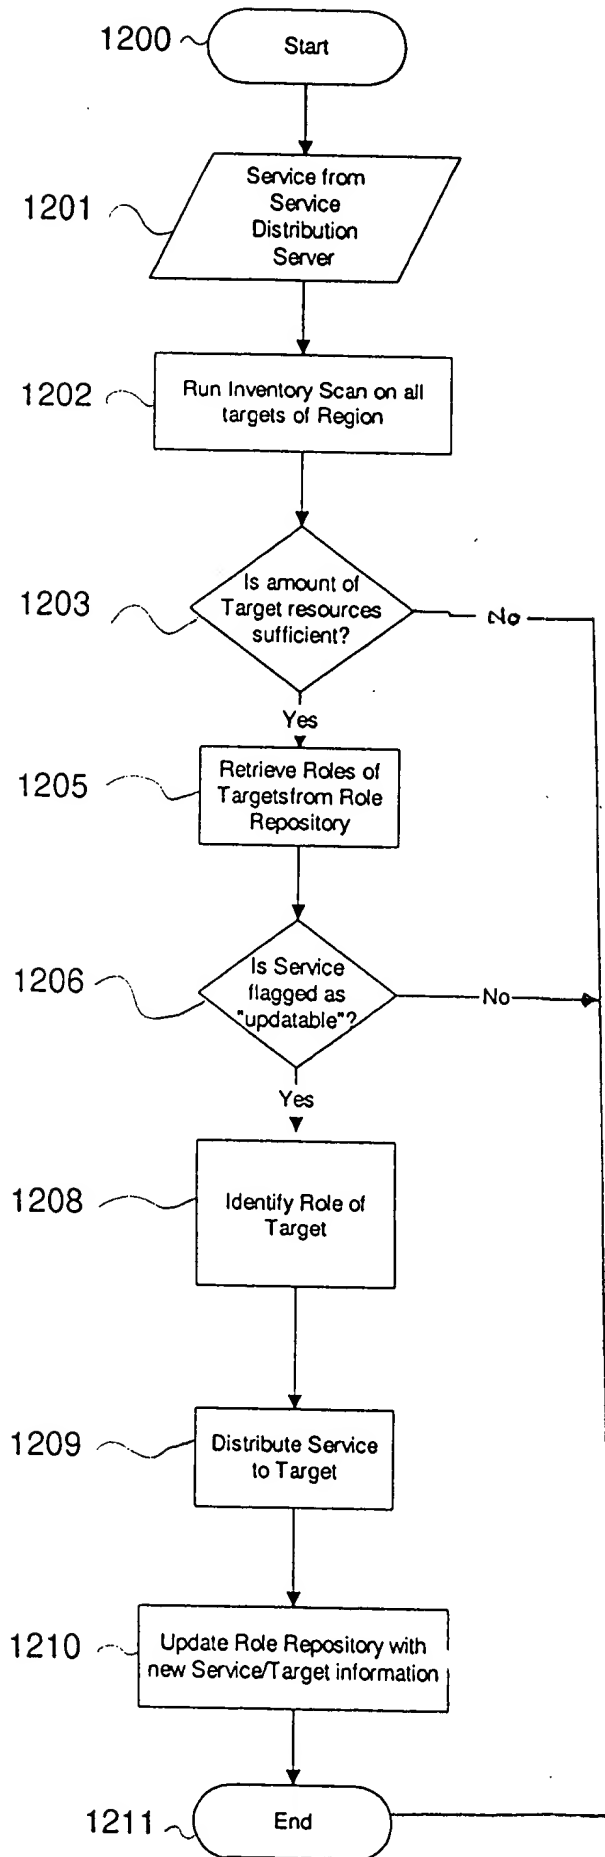 1200
Start
1201
Service from
Service
Distribution
Server
1202
Run Inventory Scan on all
targets of Region
1203
Is amount of
Target resources
sufficient?
No
Yes
1205
Retrieve Roles of
Targetsfrom Role
Repository
1206
Is Service
flagged as
"updatable"?
No
Yes
1208
Identify Role of
Target
1209
Distribute Service
to Target
1210
Update Role Repository with
new Service/Target information
1211
End